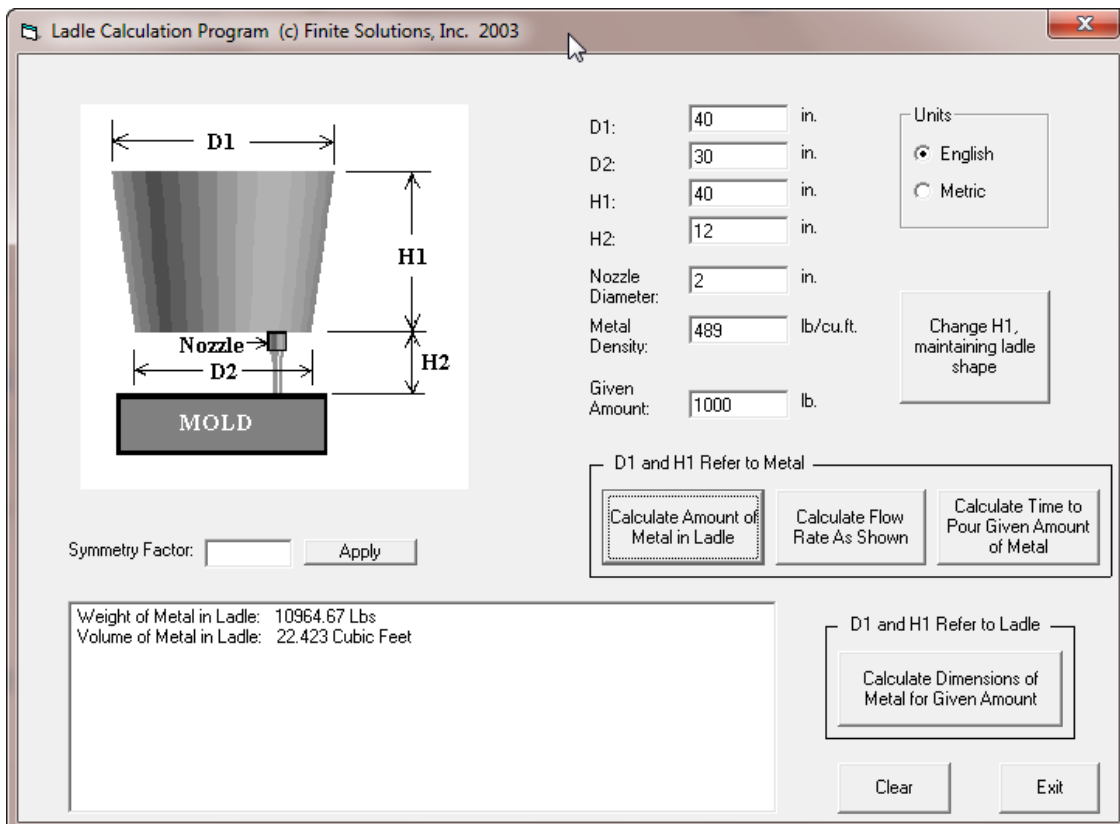 Ladle Calculation Program (c) Finite Solutions, Inc. 2003
D1
H1
Nozzle
D2
H2
MOLD
D1: 40 in.
D2: 30 in.
H1: 40 in.
H2: 12 in.
Nozzle
Diameter: 2 in.
Metal
Density: 489 lb/cu.ft.
Given
Amount: 1000 lb.
Units
English
Metric
Change H1,
maintaining ladle
shape
D1 and H1 Refer to Metal
Calculate Amount of
Metal in Ladle
Calculate Flow
Rate As Shown
Calculate Time to
Pour Given Amount
of Metal
Symmetry Factor:
Apply
Weight of Metal in Ladle: 10964.67 Lbs
Volume of Metal in Ladle: 22.423 Cubic Feet
D1 and H1 Refer to Ladle
Calculate Dimensions of
Metal for Given Amount
Clear
Exit